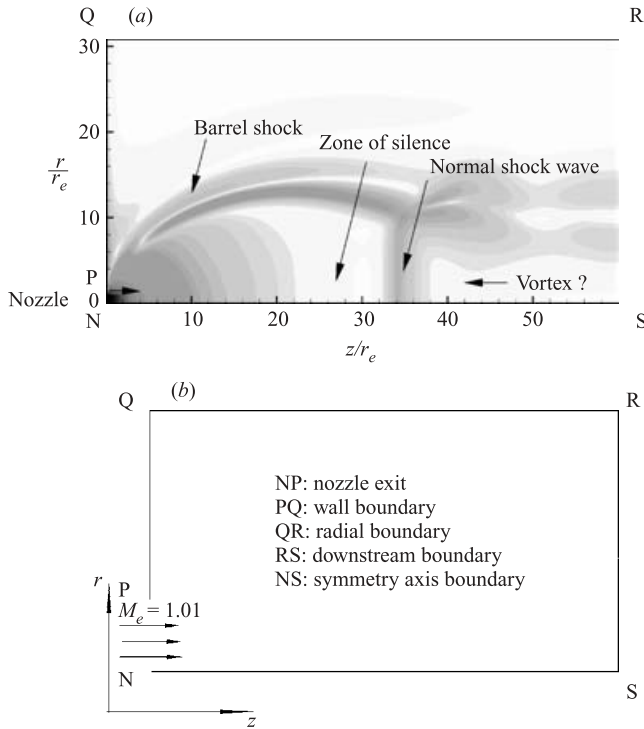 Q (a) R
30
Barrel shock
Zone of silence
20
Normal shock wave
r
r_e
10
P
Vortex ?
Nozzle 0
N 10 20 30 40 50 S
z/r_e
Q (b) R
NP: nozzle exit
PQ: wall boundary
QR: radial boundary
RS: downstream boundary
NS: symmetry axis boundary
r P
M_e = 1.01
N
S
z